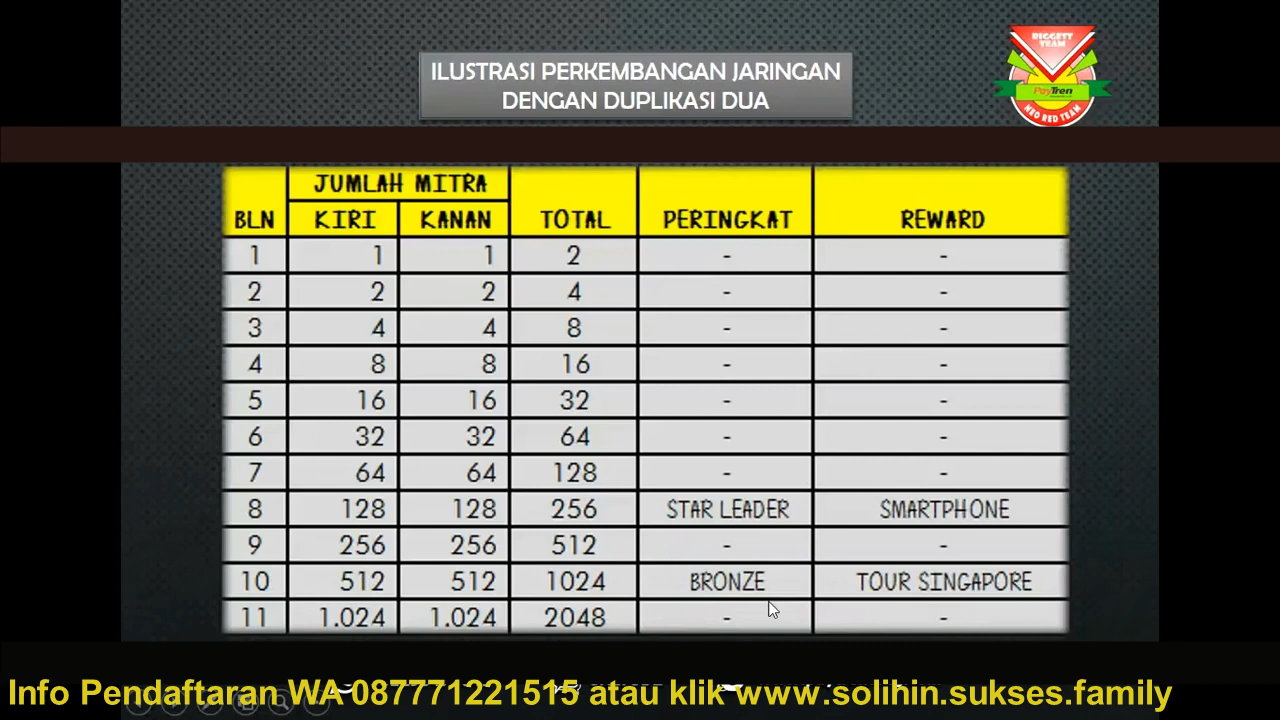 ILUSTRASI PERKEMBANGAN JARINGAN
DENGAN DUPLIKASI DUA
BIGGEST
TEAM
PayTren
NEO RED TEAM
JUMLAH MITRA
BLN KIRI KANAN TOTAL PERINGKAT REWARD
1 1 1 2 - -
2 2 2 4 - -
3 4 4 8 - -
4 8 8 16 - -
5 16 16 32 - -
6 32 32 64 - -
7 64 64 128 - -
8 128 128 256 STAR LEADER SMARTPHONE
9 256 256 512 - -
10 512 512 1024 BRONZE TOUR SINGAPORE
11 1.024 1.024 2048 - -
Info Pendaftaran WA 087771221515 atau klik www.solihin.sukses.family